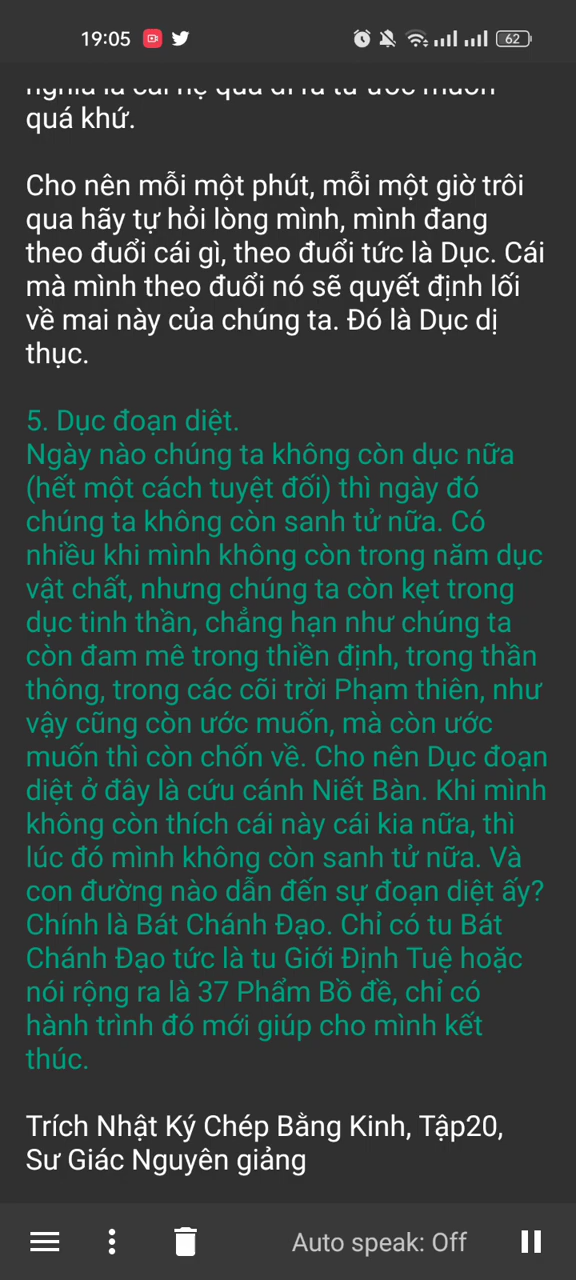 19:05
62
quá khứ.
Cho nên mỗi một phút, mỗi một giờ trôi
qua hãy tự hỏi lòng mình, mình đang
theo đuổi cái gì, theo đuổi tức là Dục. Cái
mà mình theo đuổi nó sẽ quyết định lối
về mai này của chúng ta. Đó là Dục dị
thục.
5. Dục đoạn diệt.
Ngày nào chúng ta không còn dục nữa
(hết một cách tuyệt đối) thì ngày đó
chúng ta không còn sanh tử nữa. Có
nhiều khi mình không còn trong năm dục
vật chất, nhưng chúng ta còn kẹt trong
dục tinh thần, chẳng hạn như chúng ta
còn đam mê trong thiền định, trong thần
thông, trong các cõi trời Phạm thiên, như
vậy cũng còn ước muốn, mà còn ước
muốn thì còn chốn về. Cho nên Dục đoạn
diệt ở đây là cứu cánh Niết Bàn. Khi mình
không còn thích cái này cái kia nữa, thì
lúc đó mình không còn sanh tử nữa. Và
con đường nào dẫn đến sự đoạn diệt ấy?
Chính là Bát Chánh Đạo. Chỉ có tu Bát
Chánh Đạo tức là tu Giới Định Tuệ hoặc
nói rộng ra là 37 Phẩm Bồ đề, chỉ có
hành trình đó mới giúp cho mình kết
thúc.
Trích Nhật Ký Chép Bằng Kinh, Tập20,
Sư Giác Nguyên giảng
Auto speak: Off